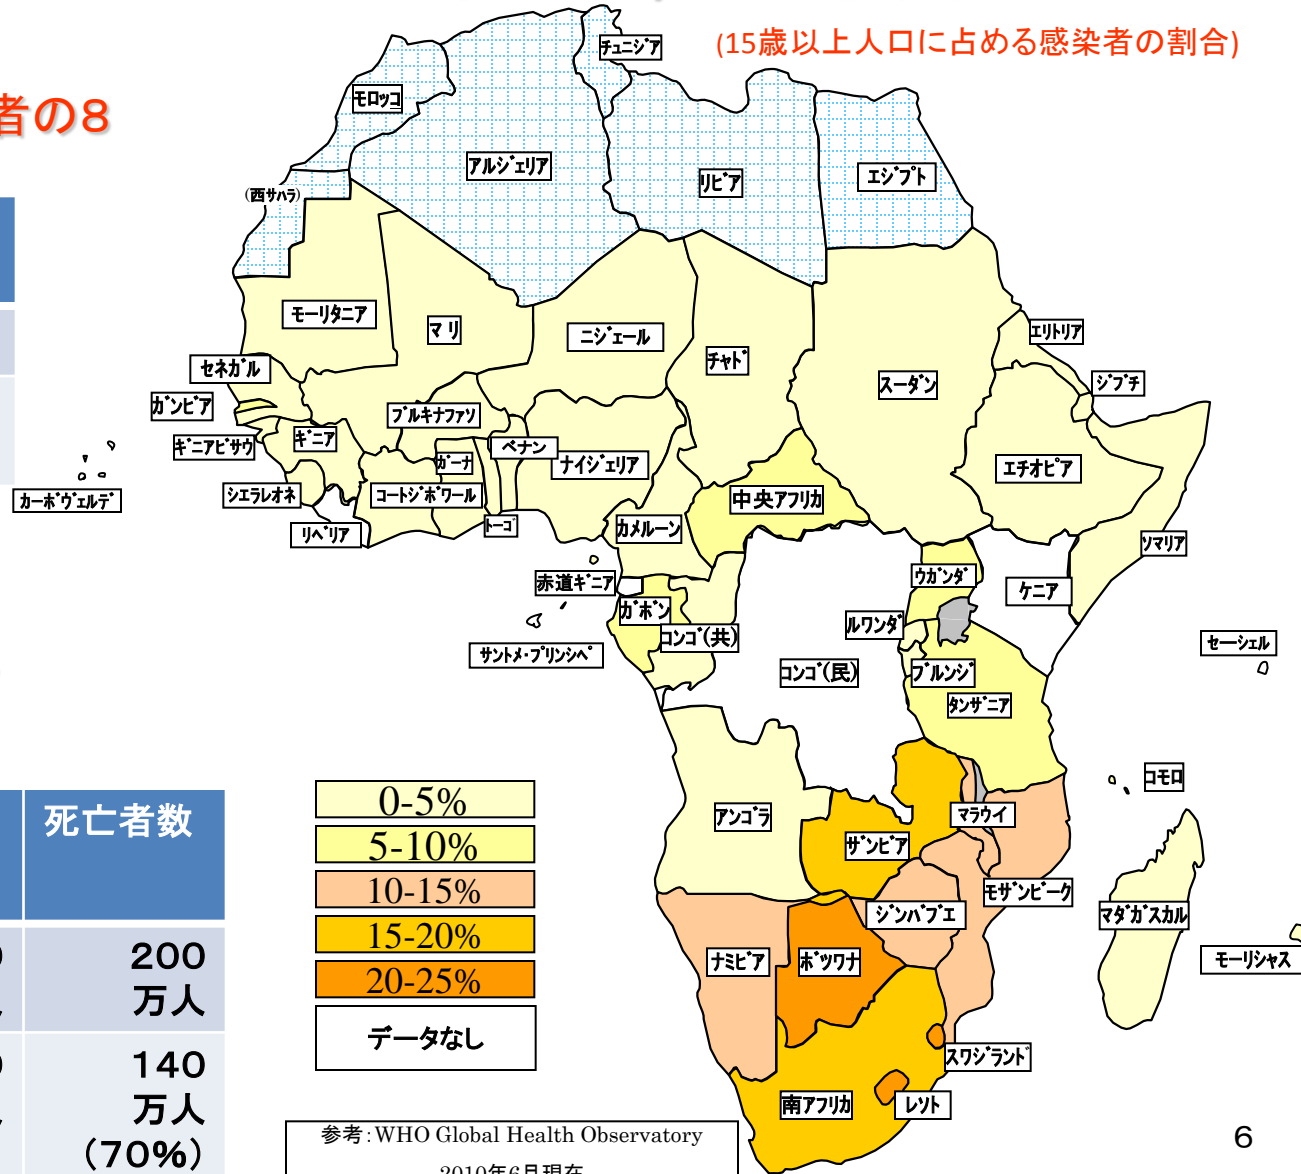 (15歳以上人口に占める感染者の割合)
者の8
チュニジア
モロッコ
アルジェリア
リビア
エジプト
(西サハラ)
モーリタニア
マリ
ニジェール
チャド
スーダン
エリトリア
ジブチ
セネガル
ガンビア
ギニアビサウ
ギニア
ブルキナファソ
ベナン
ガーナ
ナイジェリア
エチオピア
中央アフリカ
カーボヴェルデ
シエラレオネ
コートジボワール
リベリア
トーゴ
カメルーン
ソマリア
赤道ギニア
ガボン
ウガンダ
ケニア
ルワンダ
コンゴ(共)
サントメ・プリンシペ
コンゴ(民)
ブルンジ
タンザニア
セーシェル
コモロ
アンゴラ
マラウイ
ザンビア
モザンビーク
ジンバブエ
マダガスカル
モーリシャス
ナミビア
ボツワナ
スワジランド
南アフリカ
レソト
0-5%
5-10%
10-15%
15-20%
20-25%
データなし
死亡者数
200
万人
140
万人
(70%)
参考:WHO Global Health Observatory
2010年6月現在
6